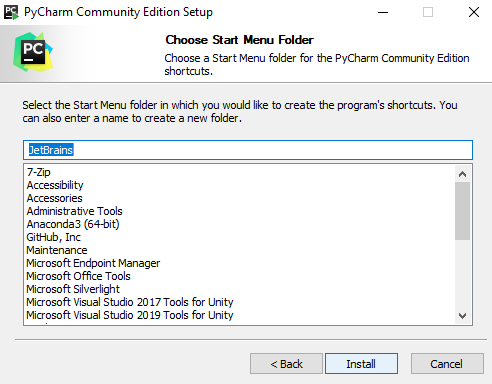 PyCharm Community Edition Setup
PC
Choose Start Menu Folder
Choose a Start Menu folder for the PyCharm Community Edition
shortcuts.
Select the Start Menu folder in which you would like to create the program's shortcuts. You
can also enter a name to create a new folder.
JetBrains
7-Zip
Accessibility
Accessories
Administrative Tools
Anaconda3 (64-bit)
GitHub, Inc
Maintenance
Microsoft Endpoint Manager
Microsoft Office Tools
Microsoft Silverlight
Microsoft Visual Studio 2017 Tools for Unity
Microsoft Visual Studio 2019 Tools for Unity
< Back Install Cancel